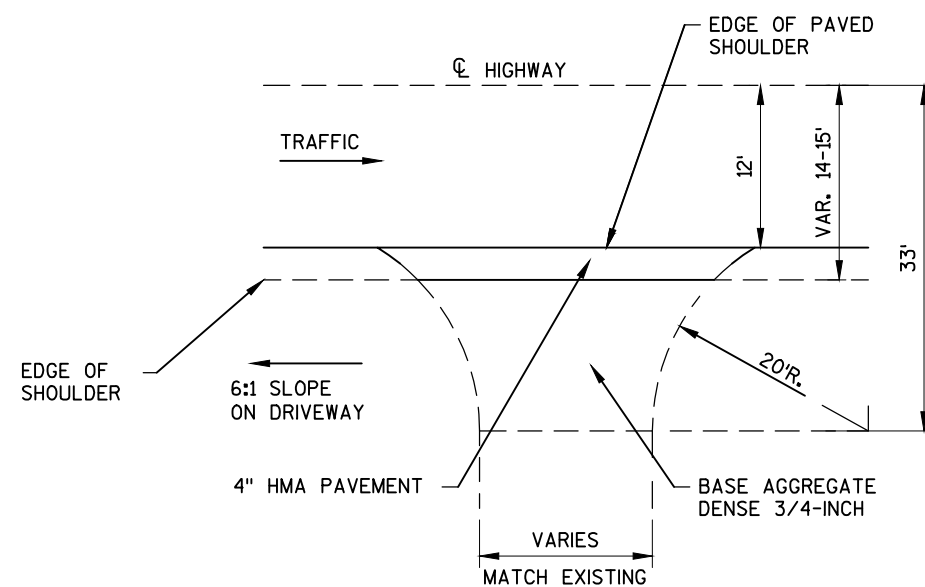 EDGE OF PAVED
SHOULDER
℄ HIGHWAY
TRAFFIC
12'
VAR. 14-15'
33'
EDGE OF
SHOULDER
6:1 SLOPE
ON DRIVEWAY
20'R.
4" HMA PAVEMENT
BASE AGGREGATE
DENSE 3/4-INCH
VARIES
MATCH EXISTING